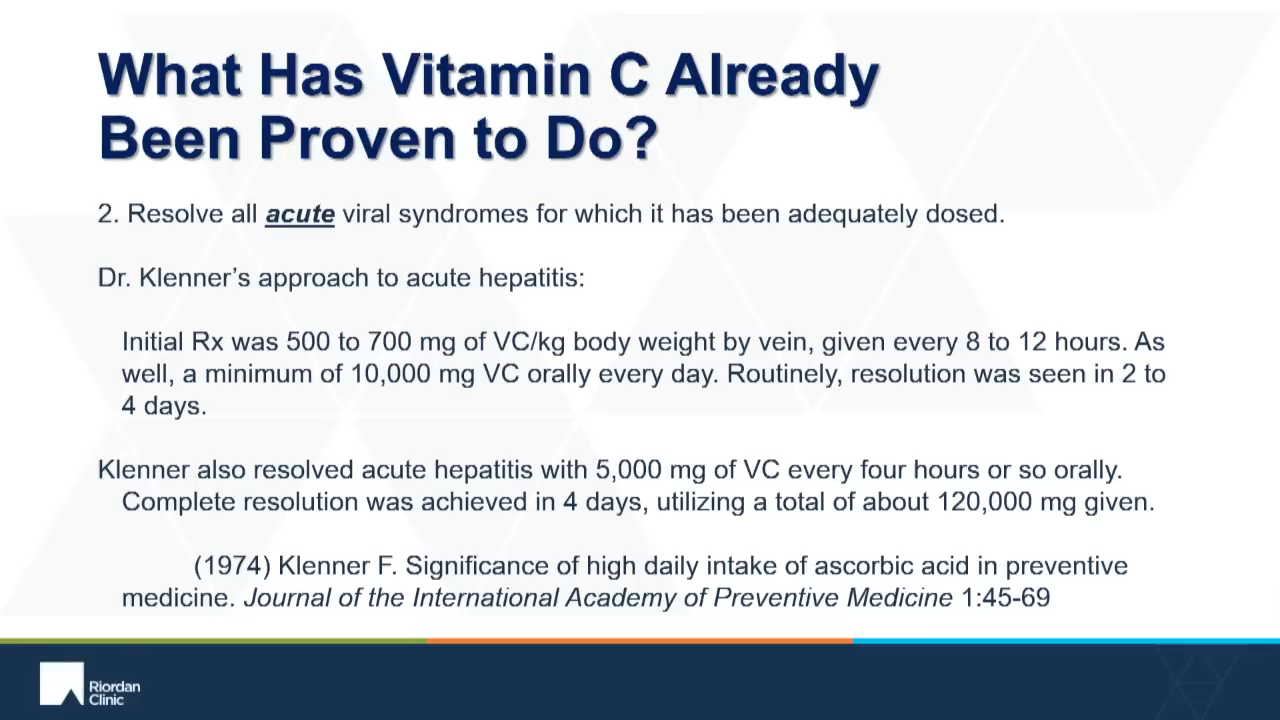 What Has Vitamin C Already
Been Proven to Do?
2. Resolve all acute viral syndromes for which it has been adequately dosed.
Dr. Klenner’s approach to acute hepatitis:
Initial Rx was 500 to 700 mg of VC/kg body weight by vein, given every 8 to 12 hours. As
well, a minimum of 10,000 mg VC orally every day. Routinely, resolution was seen in 2 to
4 days.
Klenner also resolved acute hepatitis with 5,000 mg of VC every four hours or so orally.
Complete resolution was achieved in 4 days, utilizing a total of about 120,000 mg given.
(1974) Klenner F. Significance of high daily intake of ascorbic acid in preventive
medicine. Journal of the International Academy of Preventive Medicine 1:45-69
Riordan
Clinic